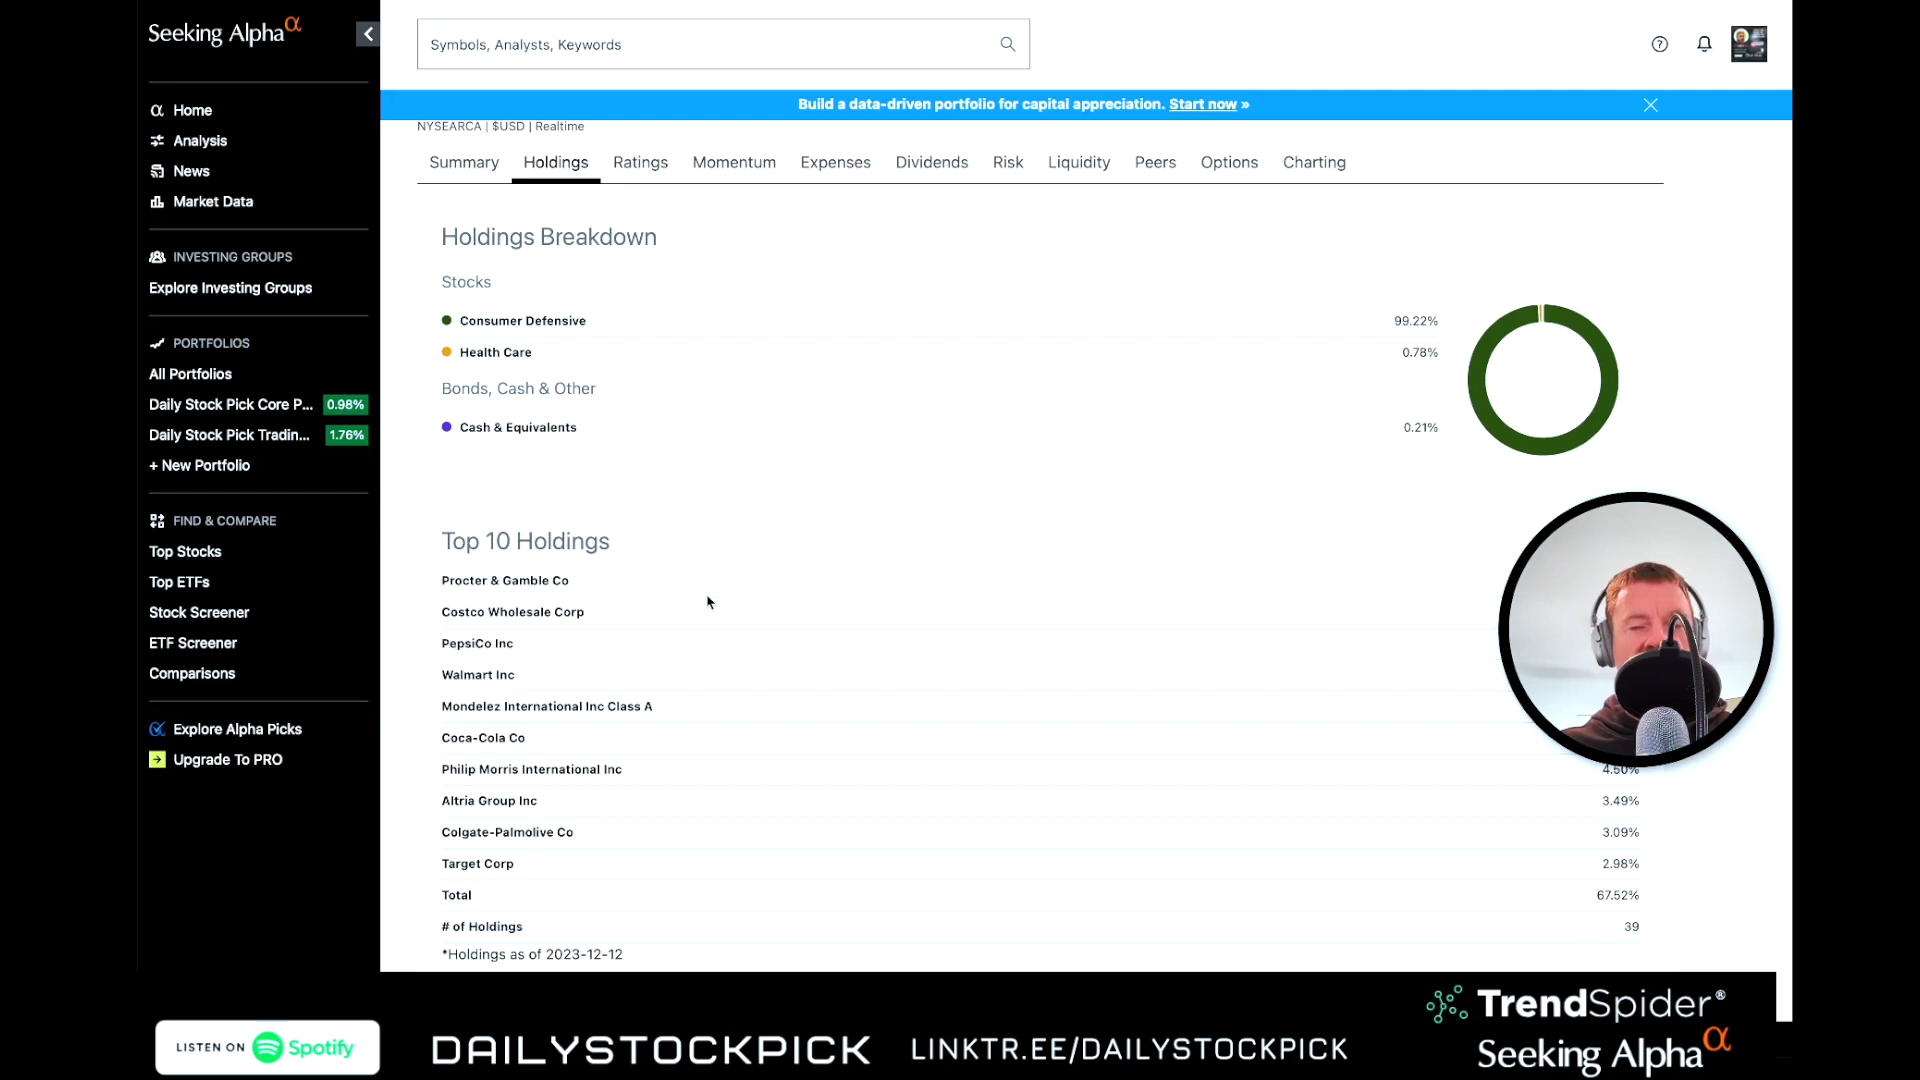 Seeking Alpha α
Symbols, Analysts, Keywords
Build a data-driven portfolio for capital appreciation. Start now »
NYSEARCA | $USD | Realtime
Summary Holdings Ratings Momentum Expenses Dividends Risk Liquidity Peers Options Charting
Home
Analysis
News
Market Data
INVESTING GROUPS
Explore Investing Groups
PORTFOLIOS
All Portfolios
Daily Stock Pick Core P... 0.98%
Daily Stock Pick Tradin... 1.76%
+ New Portfolio
FIND & COMPARE
Top Stocks
Top ETFs
Stock Screener
ETF Screener
Comparisons
Explore Alpha Picks
Upgrade To PRO
Holdings Breakdown
Stocks
Consumer Defensive 99.22%
Health Care 0.78%
Bonds, Cash & Other
Cash & Equivalents 0.21%
Top 10 Holdings
Procter & Gamble Co
Costco Wholesale Corp
PepsiCo Inc
Walmart Inc
Mondelez International Inc Class A
Coca-Cola Co
Philip Morris International Inc 4.50%
Altria Group Inc 3.49%
Colgate-Palmolive Co 3.09%
Target Corp 2.98%
Total 67.52%
# of Holdings 39
*Holdings as of 2023-12-12
LISTEN ON Spotify
DAILYSTOCKPICK
LINKTR.EE/DAILYSTOCKPICK
TrendSpider®
Seeking Alpha α